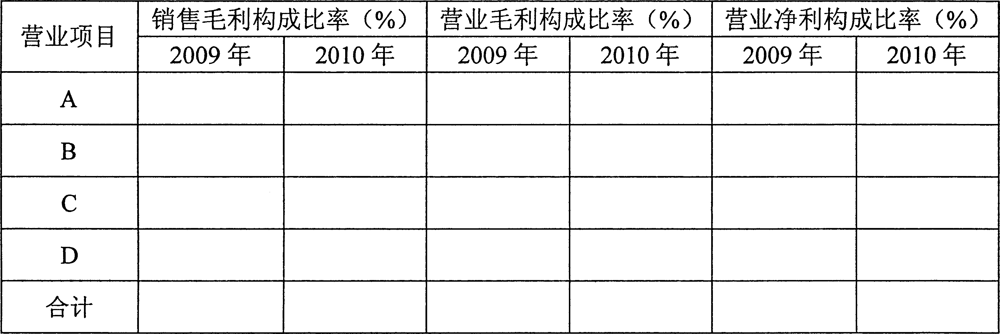 营业项目 销售毛利构成比率（%） 营业毛利构成比率（%） 营业净利构成比率（%）
2009 年 2010 年 2009 年 2010 年 2009 年 2010 年
A
B
C
D
合计